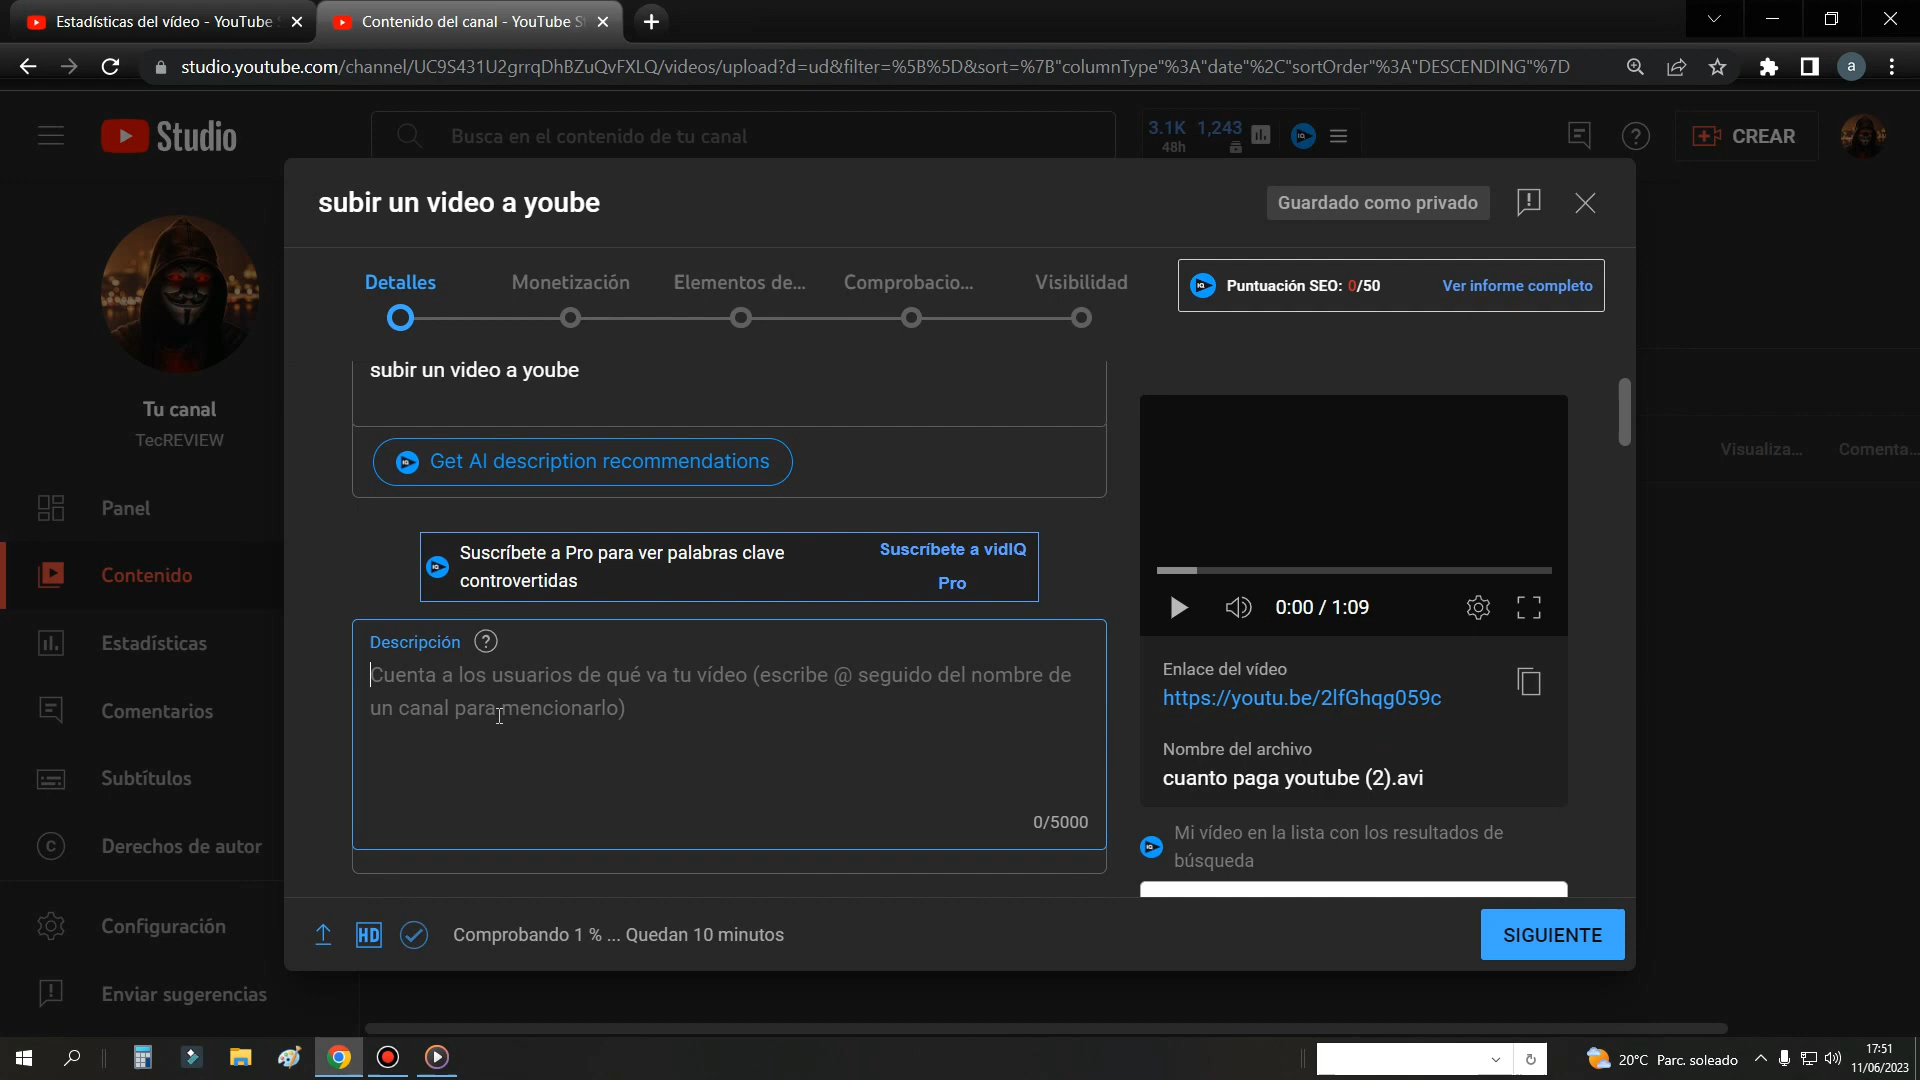 Estadísticas del vídeo - YouTube
Contenido del canal - YouTube St
studio.youtube.com/channel/UC9S431U2grrqDhBZuQvFXLQ/videos/upload?d=ud&filter=%5B%5D&sort=%7B"columnType"%3A"date"%2C"sortOrder"%3A"DESCENDING"%7D
a
Studio
Busca en el contenido de tu canal
3.1K 1,243
48h
CREAR
subir un video a yoube
Guardado como privado
Detalles
Monetización
Elementos de...
Comprobacio...
Visibilidad
Puntuación SEO: 0/50
Ver informe completo
Tu canal
TecREVIEW
Panel
Contenido
Estadísticas
Comentarios
Subtítulos
Derechos de autor
Configuración
Enviar sugerencias
subir un video a yoube
Get AI description recommendations
Suscríbete a Pro para ver palabras clave
controvertidas
Suscríbete a vidIQ
Pro
Descripción
Cuenta a los usuarios de qué va tu vídeo (escribe @ seguido del nombre de
un canal para mencionarlo)
0/5000
0:00 / 1:09
Enlace del vídeo
https://youtu.be/2lfGhqg059c
Nombre del archivo
cuanto paga youtube (2).avi
Mi vídeo en la lista con los resultados de
búsqueda
Visualiza...
Comenta...
HD
Comprobando 1 % ... Quedan 10 minutos
SIGUIENTE
20°C Parc. soleado
17:51
11/06/2023